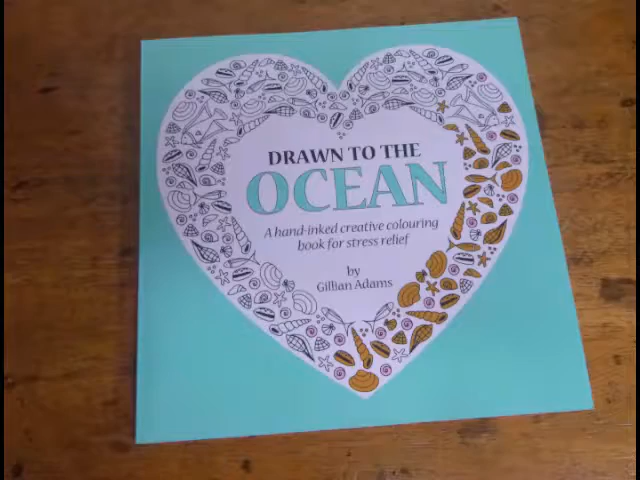 DRAWN TO THE
OCEAN
A hand-inked creative colouring
book for stress relief
by
Gillian Adams